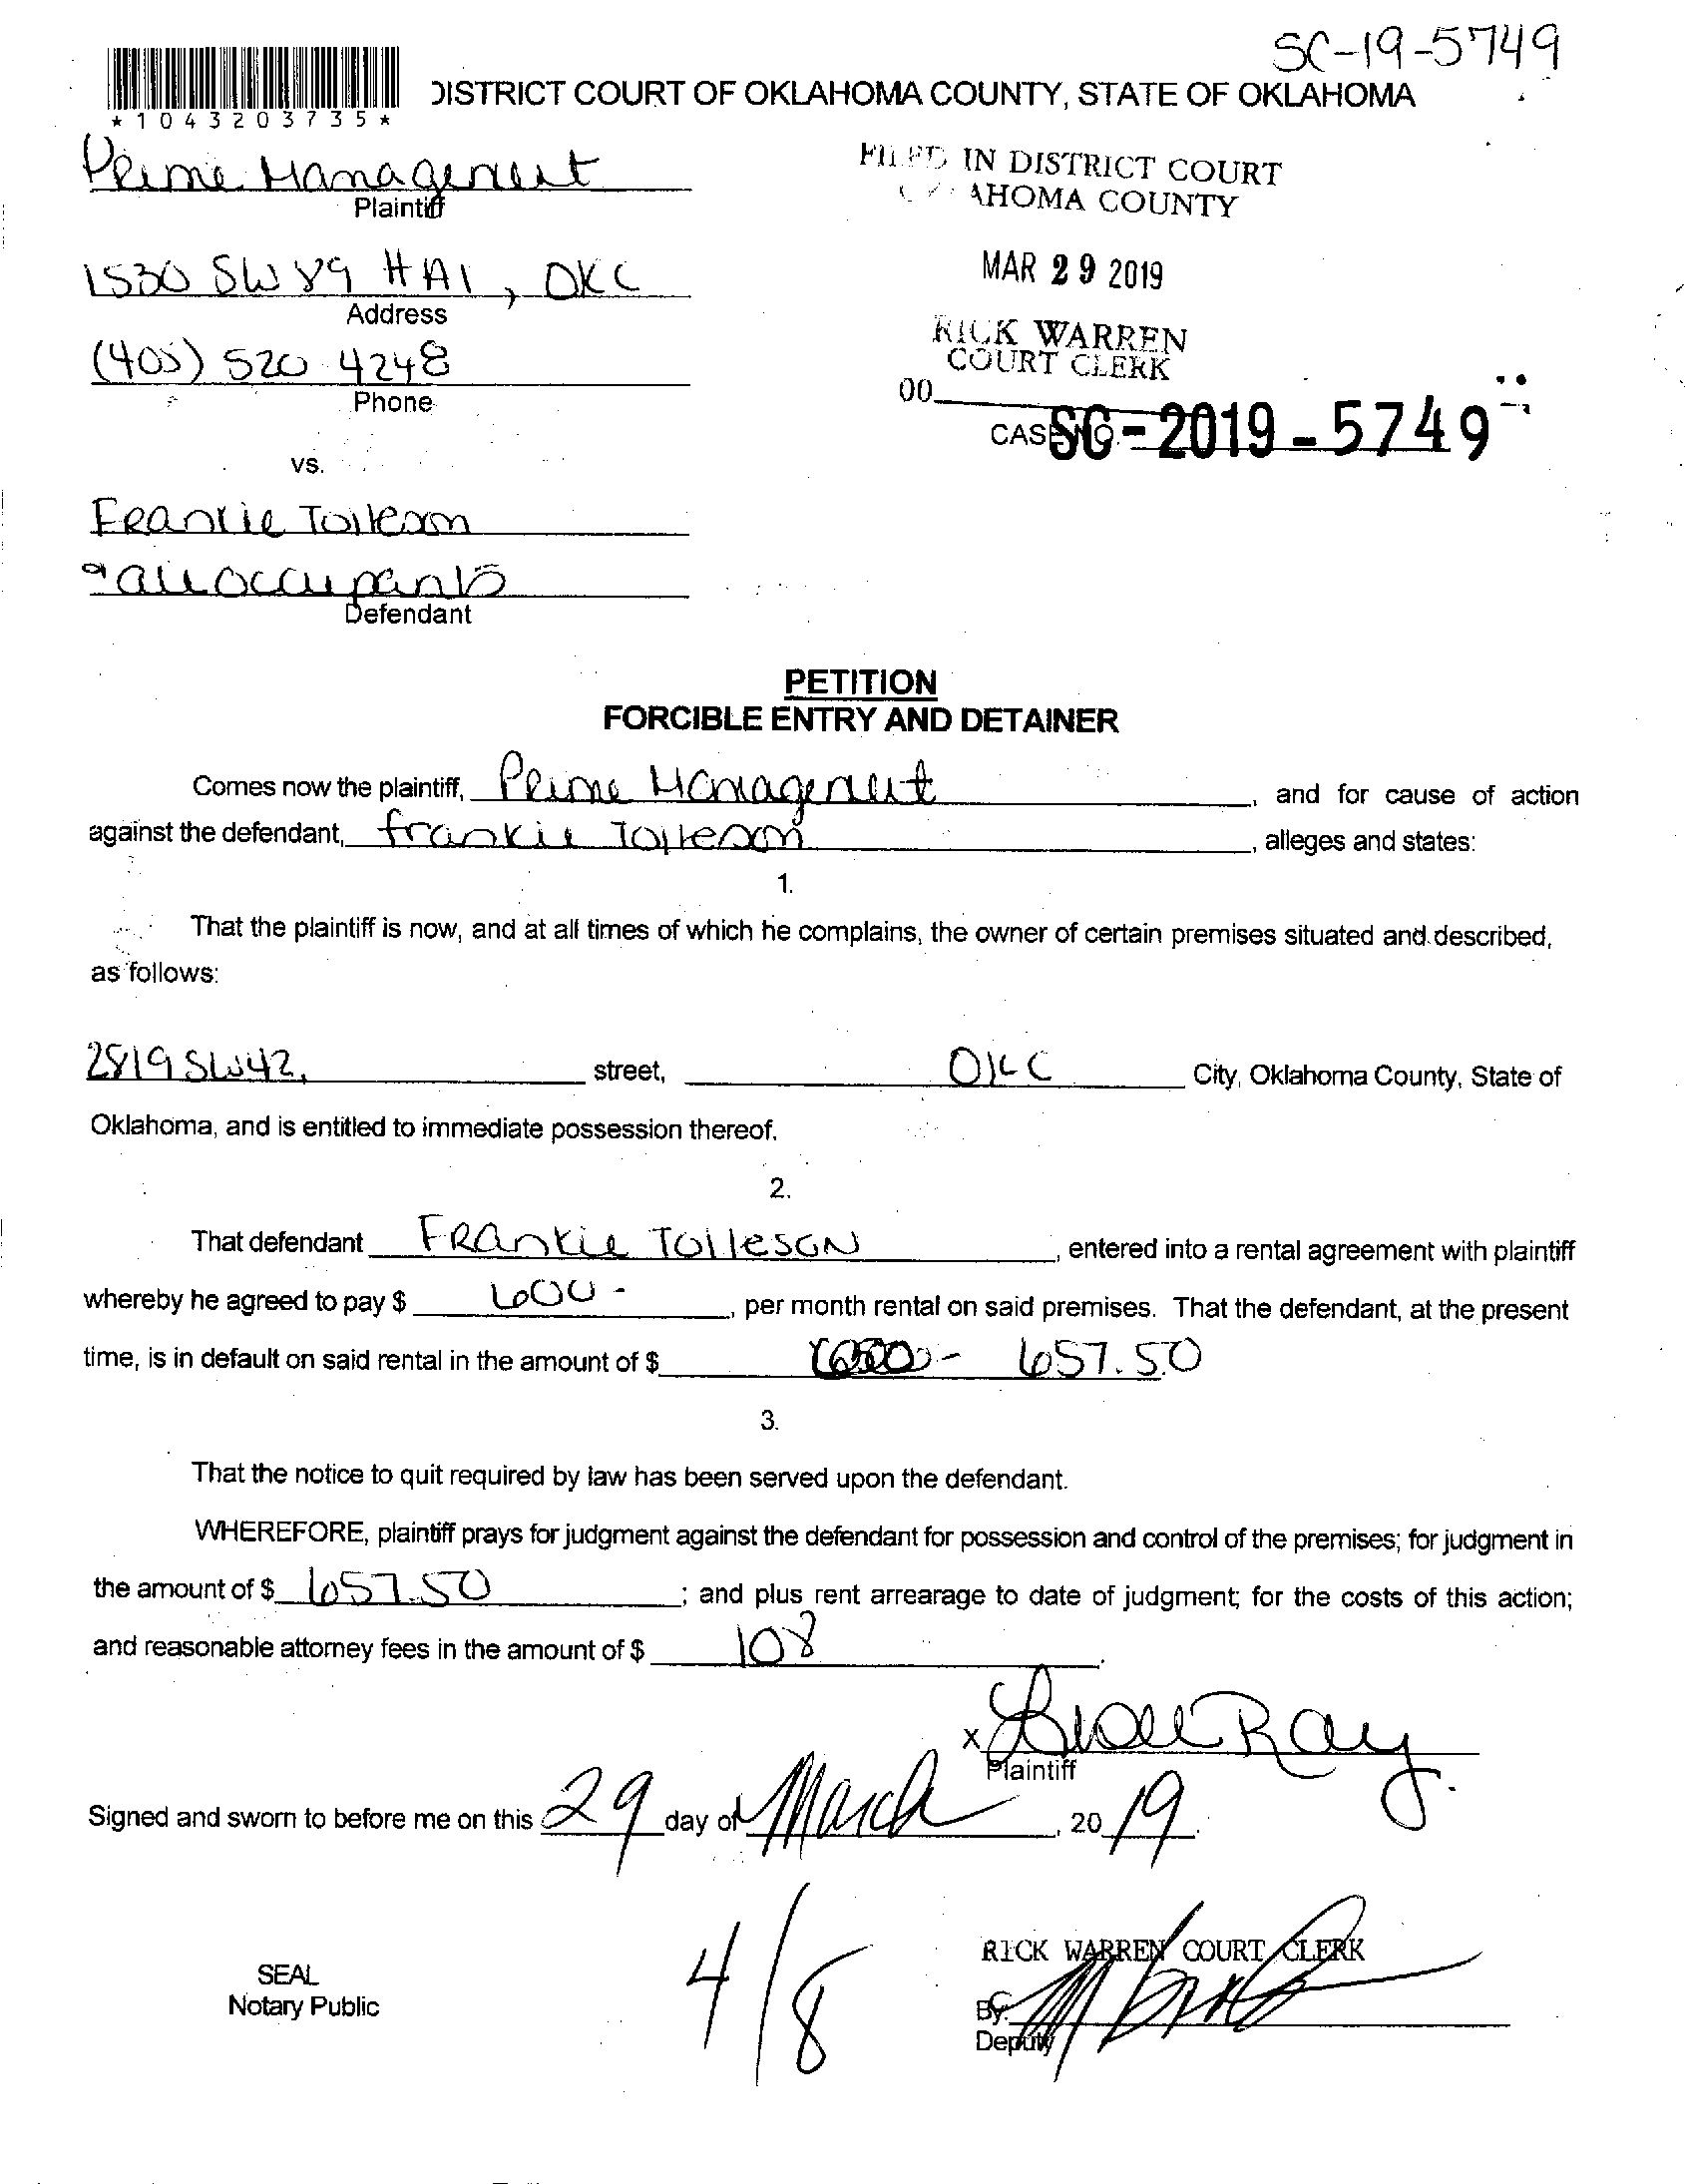 SC-19-5749
DISTRICT COURT OF OKLAHOMA COUNTY, STATE OF OKLAHOMA
*1043203735*
Prime Management
Plaintiff
FILED IN DISTRICT COURT
AHOMA COUNTY
1530 SW 89 #A1, OKC
Address
MAR 29 2019
(405) 520 4248
Phone
RICK WARREN
COURT CLERK
00
CASE NO. SC-2019-5749
vs.
Frankie Tolleson
& all occupants
Defendant
PETITION
FORCIBLE ENTRY AND DETAINER
Comes now the plaintiff, Prime Management, and for cause of action
against the defendant, Frankie Tolleson, alleges and states:
1.
That the plaintiff is now, and at all times of which he complains, the owner of certain premises situated and described,
as follows:
2819 SW 42, street, OKC City, Oklahoma County, State of
Oklahoma, and is entitled to immediate possession thereof.
2.
That defendant Frankie Tolleson, entered into a rental agreement with plaintiff
whereby he agreed to pay $ 600-, per month rental on said premises. That the defendant, at the present
time, is in default on said rental in the amount of $ 657.50
3.
That the notice to quit required by law has been served upon the defendant.
WHEREFORE, plaintiff prays for judgment against the defendant for possession and control of the premises; for judgment in
the amount of $ 657.50; and plus rent arrearage to date of judgment; for the costs of this action;
and reasonable attorney fees in the amount of $ 108.
x Ray
Plaintiff
Signed and sworn to before me on this 29 day of March, 2019.
4/8
RICK WARREN COURT CLERK
SEAL
Notary Public
By:
Deputy